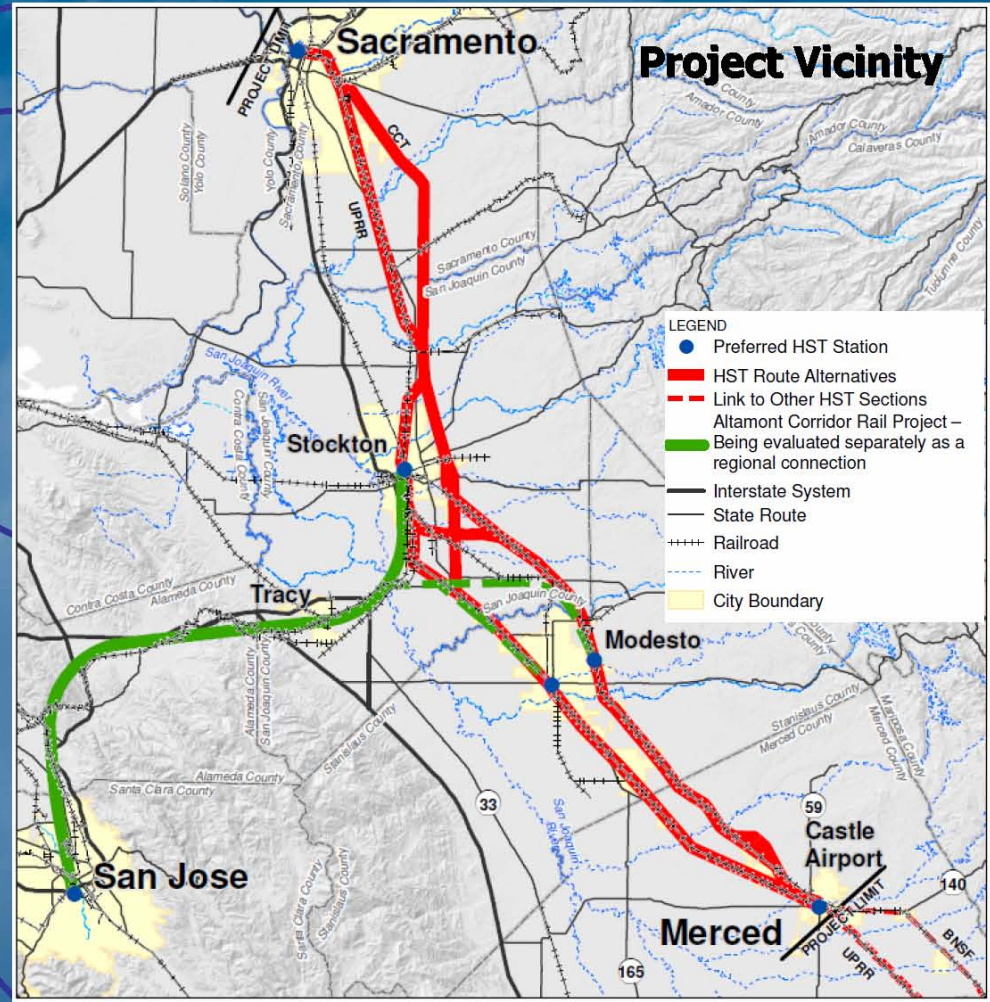 Project Vicinity
Sacramento
PROJECT LIMIT
CCT
UPRR
Solano County
Yolo County
Yolo County
Sacramento County
County
Amador County
Amador County
Calaveras County
Tuolumne County
Sacramento County
San Joaquin County
San Joaquin River
Contra Costa County
San Joaquin County
Stockton
LEGEND
Preferred HST Station
HST Route Alternatives
Link to Other HST Sections
Altamont Corridor Rail Project –
Being evaluated separately as a
regional connection
Interstate System
State Route
Railroad
River
City Boundary
Contra Costa County
Alameda County
Tracy
San Joaquin County
Modesto
Alameda County
San Joaquin County
Stanislaus County
Stanislaus County
Merced County
Mariposa County
Merced County
Alameda County
Santa Clara County
33
San Joaquin River
59
Castle
Airport
San Jose
Santa Clara County
Stanislaus County
Merced
PROJECT LIMIT
140
165
UPRR
BNSF